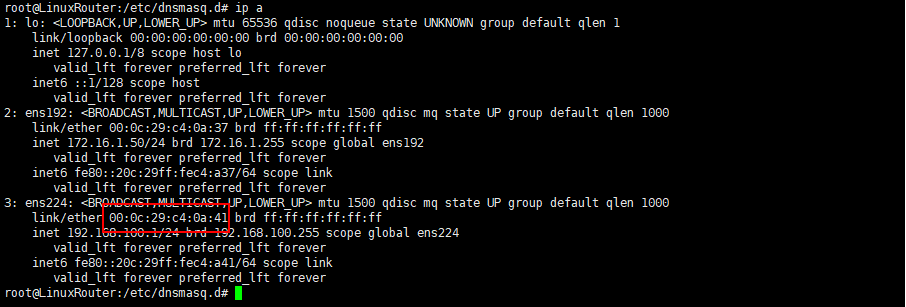 root@LinuxRouter:/etc/dnsmasq.d# ip a
1: lo: <LOOPBACK,UP,LOWER_UP> mtu 65536 qdisc noqueue state UNKNOWN group default qlen 1
    link/loopback 00:00:00:00:00:00 brd 00:00:00:00:00:00
    inet 127.0.0.1/8 scope host lo
       valid_lft forever preferred_lft forever
    inet6 ::1/128 scope host
       valid_lft forever preferred_lft forever
2: ens192: <BROADCAST,MULTICAST,UP,LOWER_UP> mtu 1500 qdisc mq state UP group default qlen 1000
    link/ether 00:0c:29:c4:0a:37 brd ff:ff:ff:ff:ff:ff
    inet 172.16.1.50/24 brd 172.16.1.255 scope global ens192
       valid_lft forever preferred_lft forever
    inet6 fe80::20c:29ff:fec4:a37/64 scope link
       valid_lft forever preferred_lft forever
3: ens224: <BROADCAST,MULTICAST,UP,LOWER_UP> mtu 1500 qdisc mq state UP group default qlen 1000
    link/ether 00:0c:29:c4:0a:41 brd ff:ff:ff:ff:ff:ff
    inet 192.168.100.1/24 brd 192.168.100.255 scope global ens224
       valid_lft forever preferred_lft forever
    inet6 fe80::20c:29ff:fec4:a41/64 scope link
       valid_lft forever preferred_lft forever
root@LinuxRouter:/etc/dnsmasq.d#